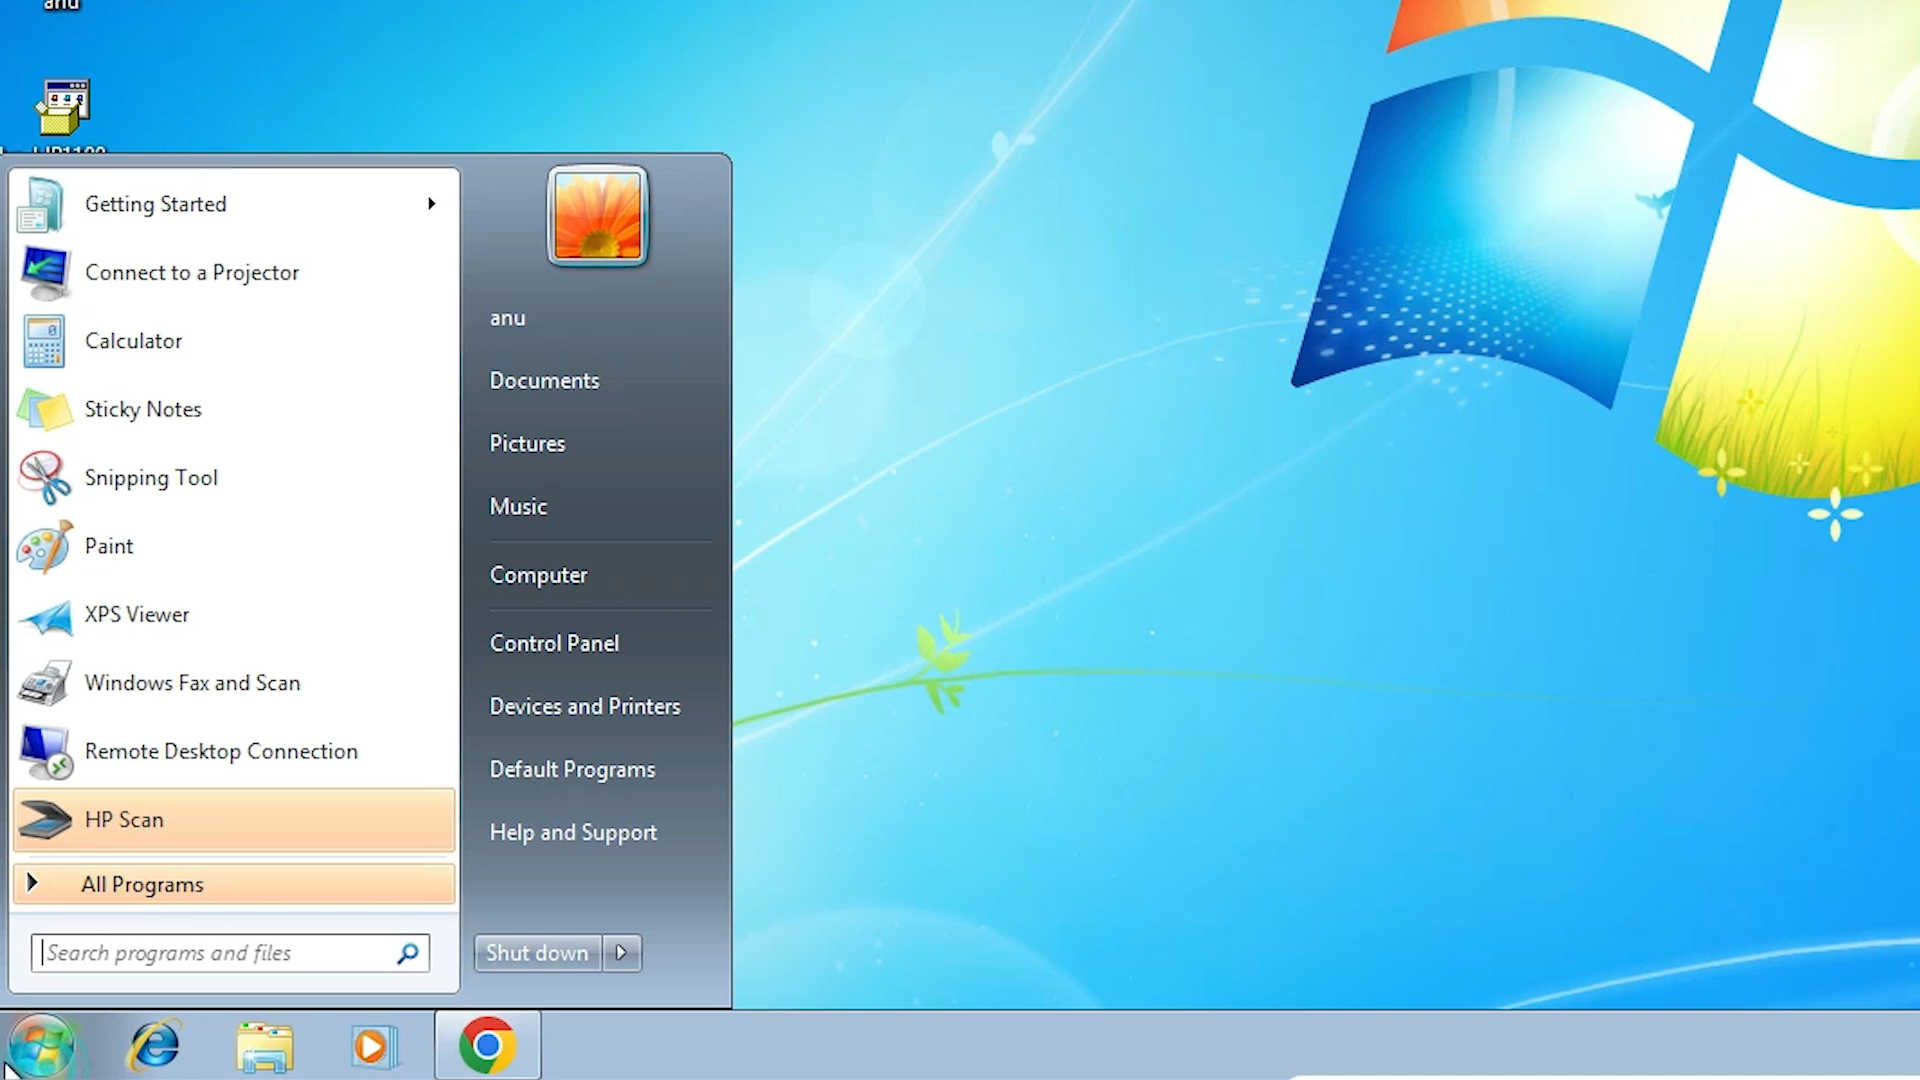 anu
Getting Started
Connect to a Projector
Calculator
Sticky Notes
Snipping Tool
Paint
XPS Viewer
Windows Fax and Scan
Remote Desktop Connection
HP Scan
All Programs
Search programs and files
anu
Documents
Pictures
Music
Computer
Control Panel
Devices and Printers
Default Programs
Help and Support
Shut down